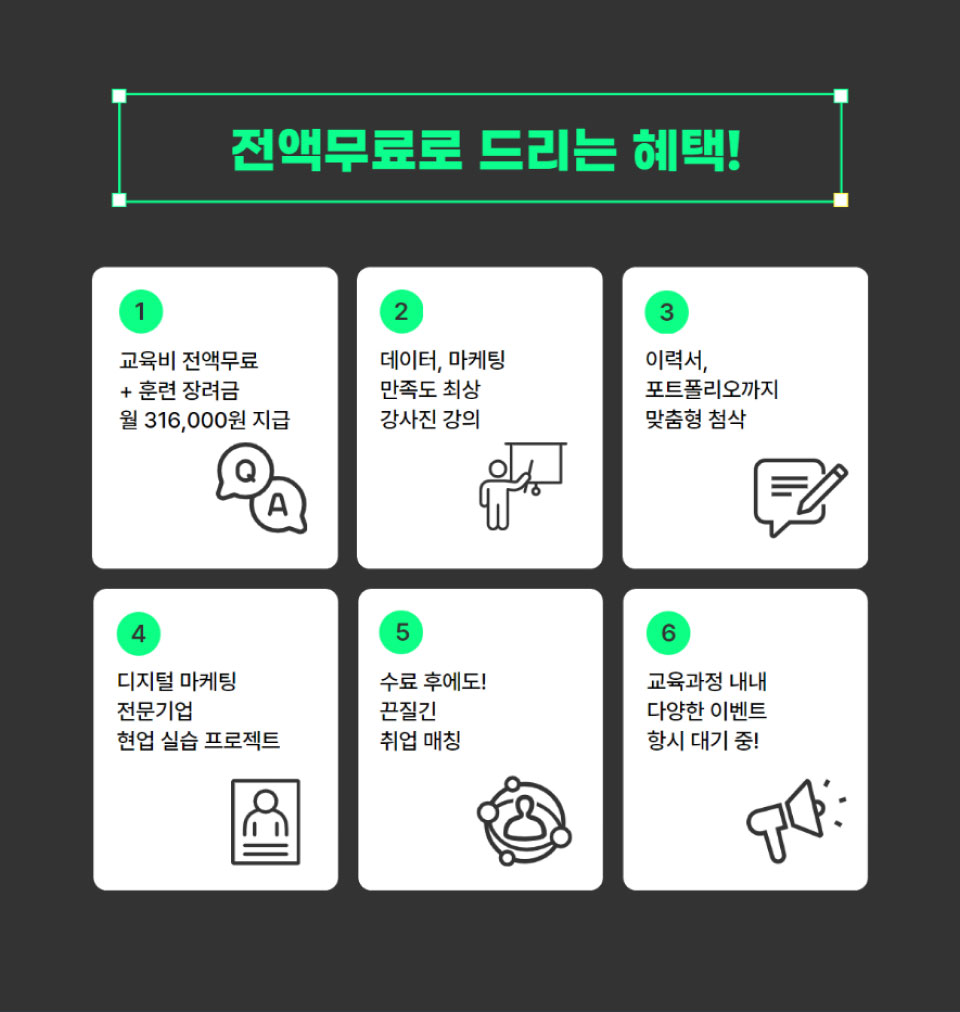 전액무료로 드리는 혜택!
1
교육비 전액무료
+ 훈련 장려금
월 316,000원 지급
Q
A
2
데이터, 마케팅
만족도 최상
강사진 강의
3
이력서,
포트폴리오까지
맞춤형 첨삭
4
디지털 마케팅
전문기업
현업 실습 프로젝트
5
수료 후에도!
끈질긴
취업 매칭
6
교육과정 내내
다양한 이벤트
항시 대기 중!